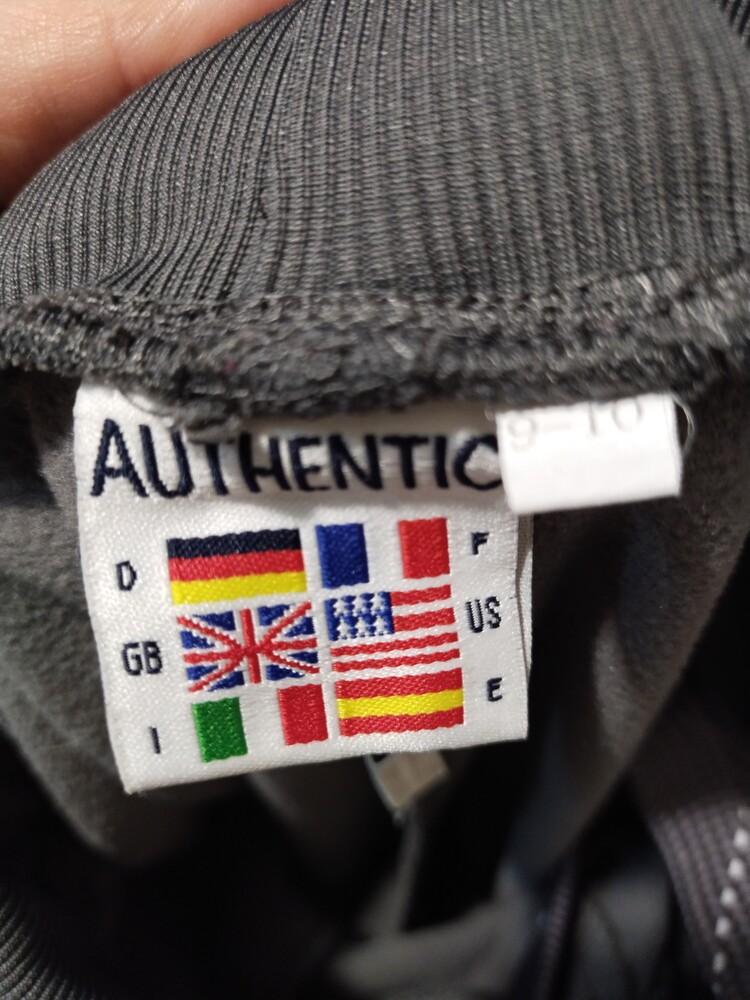 AUTHENTIC
9-10
D F
GB US
I E